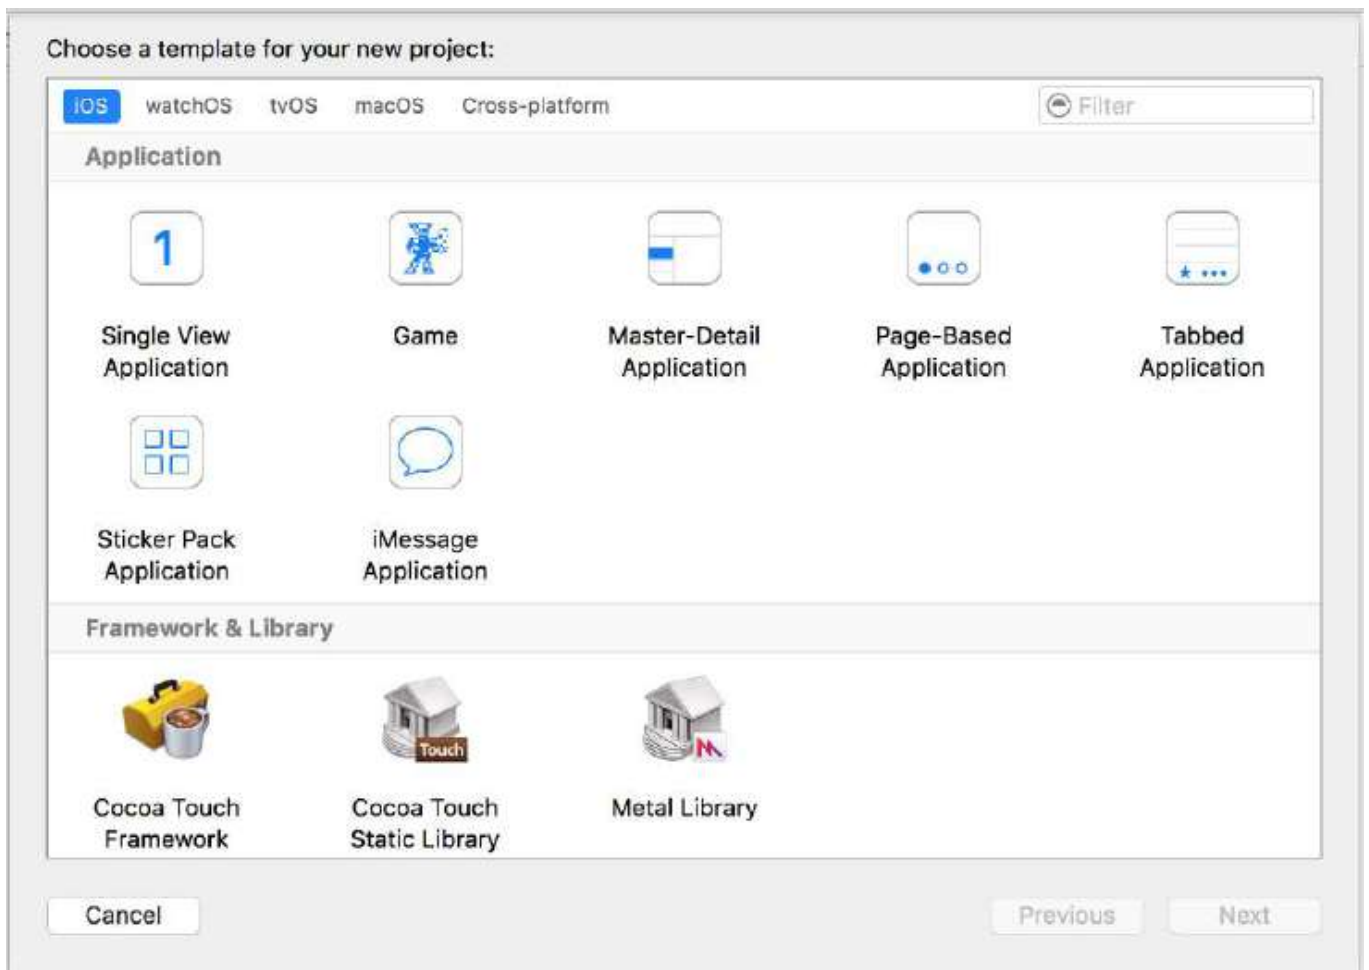 Choose a template for your new project:
iOS watchOS tvOS macOS Cross-platform Filter
Application
1
Single View Application
Game
Master-Detail Application
Page-Based Application
Tabbed Application
Sticker Pack Application
iMessage Application
Framework & Library
Touch
Cocoa Touch Framework
Cocoa Touch Static Library
Metal Library
Cancel Previous Next